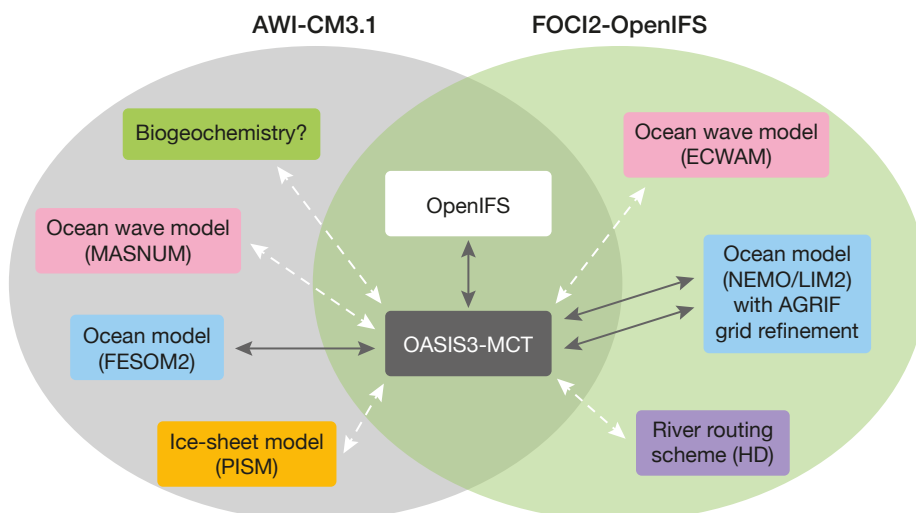 AWI-CM3.1
FOCI2-OpenIFS
Biogeochemistry?
Ocean wave model
(ECWAM)
OpenIFS
Ocean wave model
(MASNUM)
Ocean model
(NEMO/LIM2)
with AGRIF
grid refinement
Ocean model
(FESOM2)
OASIS3-MCT
Ice-sheet model
(PISM)
River routing
scheme (HD)